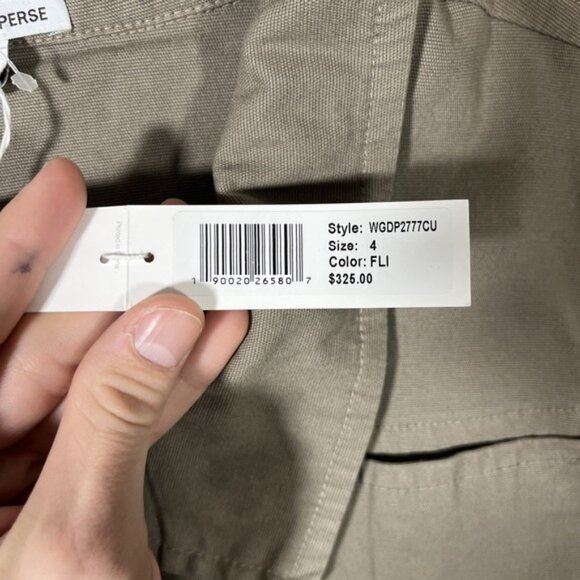 PERSE
Style: WGDP2777CU
Size: 4
Color: FLI
$325.00
1 90020 26580 7